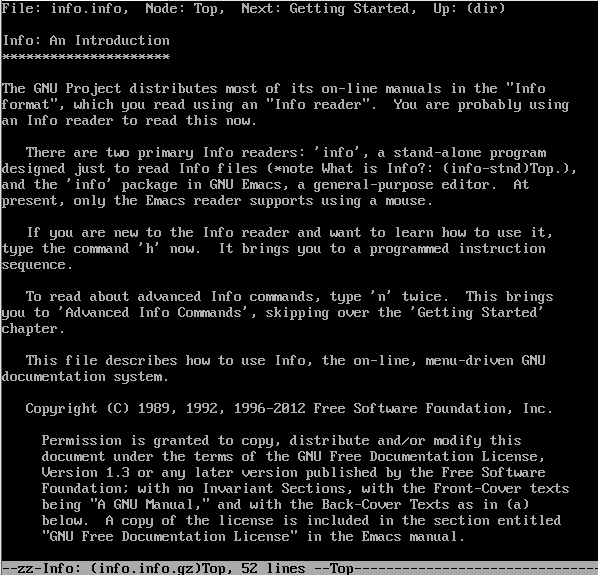 File: info.info,  Node: Top,  Next: Getting Started,  Up: (dir)
Info: An Introduction
*********************
The GNU Project distributes most of its on-line manuals in the "Info
format", which you read using an "Info reader".  You are probably using
an Info reader to read this now.
There are two primary Info readers: 'info', a stand-alone program
designed just to read Info files (*note What is Info?: (info-stnd)Top.),
and the 'info' package in GNU Emacs, a general-purpose editor.  At
present, only the Emacs reader supports using a mouse.
If you are new to the Info reader and want to learn how to use it,
type the command 'h' now.  It brings you to a programmed instruction
sequence.
To read about advanced Info commands, type 'n' twice.  This brings
you to 'Advanced Info Commands', skipping over the 'Getting Started'
chapter.
This file describes how to use Info, the on-line, menu-driven GNU
documentation system.
Copyright (C) 1989, 1992, 1996-2012 Free Software Foundation, Inc.
Permission is granted to copy, distribute and/or modify this
document under the terms of the GNU Free Documentation License,
Version 1.3 or any later version published by the Free Software
Foundation; with no Invariant Sections, with the Front-Cover texts
being "A GNU Manual," and with the Back-Cover Texts as in (a)
below.  A copy of the license is included in the section entitled
"GNU Free Documentation License" in the Emacs manual.
--zz-Info: (info.info.gz)Top, 52 lines --Top-------------------------------